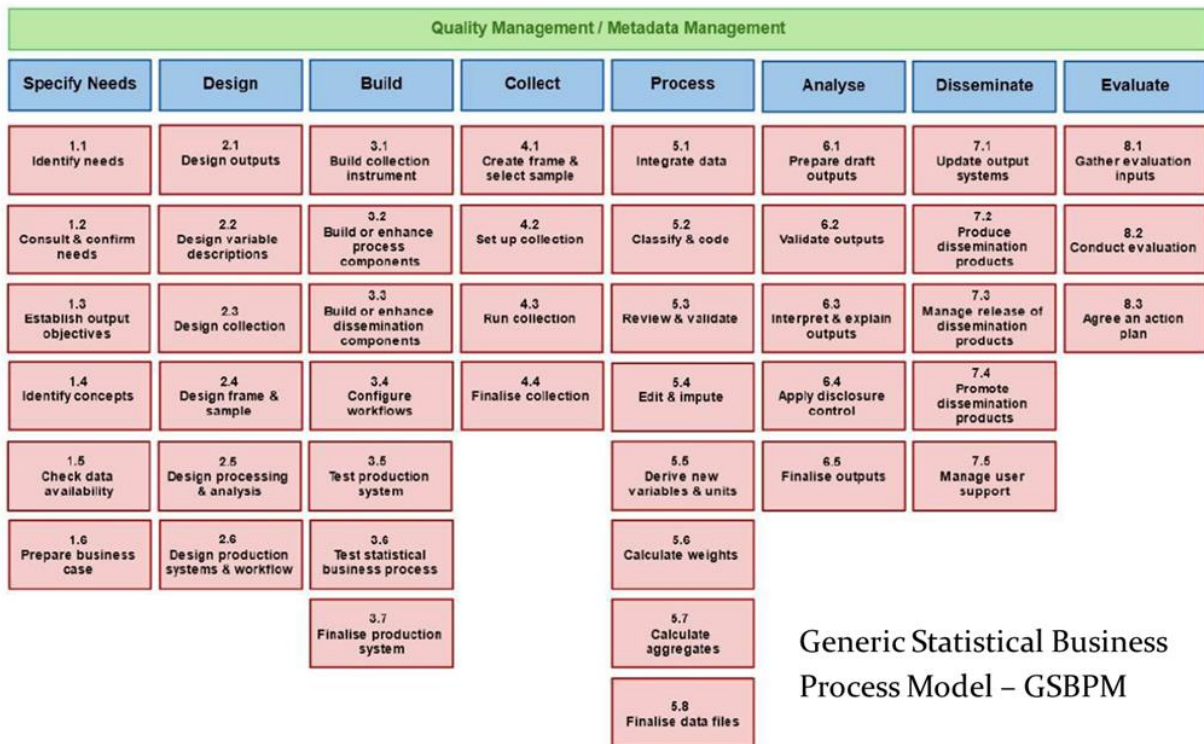 Quality Management / Metadata Management
Specify Needs
Design
Build
Collect
Process
Analyse
Disseminate
Evaluate
1.1
Identify needs
1.2
Consult & confirm
needs
1.3
Establish output
objectives
1.4
Identify concepts
1.5
Check data
availability
1.6
Prepare business
case
2.1
Design outputs
2.2
Design variable
descriptions
2.3
Design collection
2.4
Design frame &
sample
2.5
Design processing
& analysis
2.6
Design production
systems & workflow
3.1
Build collection
instrument
3.2
Build or enhance
process
components
3.3
Build or enhance
dissemination
components
3.4
Configure
workflows
3.5
Test production
system
3.6
Test statistical
business process
3.7
Finalise production
system
4.1
Create frame &
select sample
4.2
Set up collection
4.3
Run collection
4.4
Finalise collection
5.1
Integrate data
5.2
Classify & code
5.3
Review & validate
5.4
Edit & impute
5.5
Derive new
variables & units
5.6
Calculate weights
5.7
Calculate
aggregates
5.8
Finalise data files
6.1
Prepare draft
outputs
6.2
Validate outputs
6.3
Interpret & explain
outputs
6.4
Apply disclosure
control
6.5
Finalise outputs
7.1
Update output
systems
7.2
Produce
dissemination
products
7.3
Manage release of
dissemination
products
7.4
Promote
dissemination
products
7.5
Manage user
support
8.1
Gather evaluation
inputs
8.2
Conduct evaluation
8.3
Agree an action
plan
Generic Statistical Business
Process Model – GSBPM